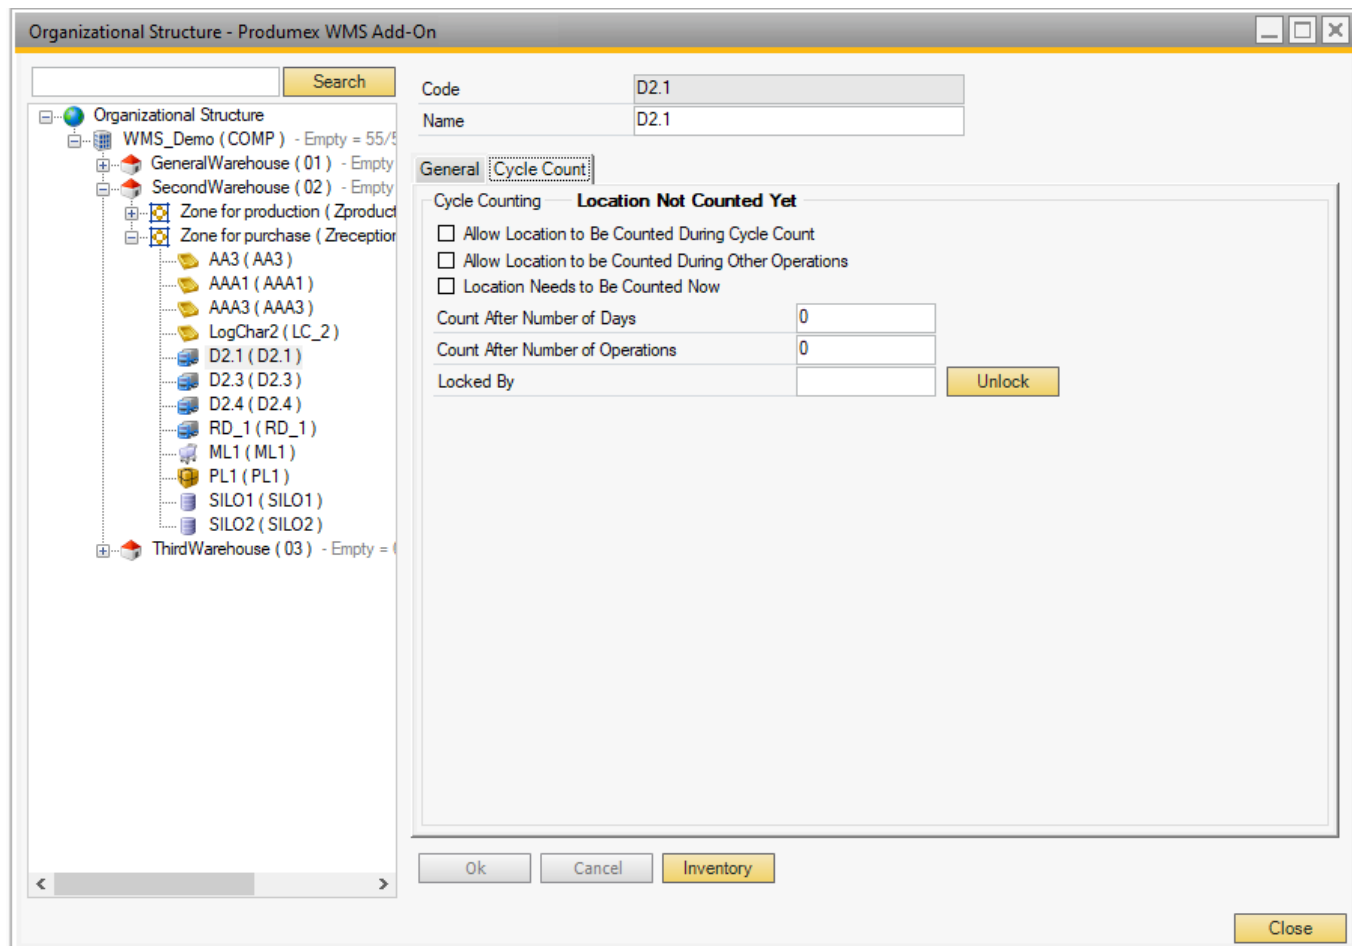 Organizational Structure - Produmex WMS Add-On
Search
Organizational Structure
WMS_Demo ( COMP ) - Empty = 55/5
GeneralWarehouse ( 01 ) - Empty
SecondWarehouse ( 02 ) - Empty
Zone for production ( Zproduct
Zone for purchase ( Zreception
AA3 ( AA3 )
AAA1 ( AAA1 )
AAA3 ( AAA3 )
LogChar2 ( LC_2 )
D2.1 ( D2.1 )
D2.3 ( D2.3 )
D2.4 ( D2.4 )
RD_1 ( RD_1 )
ML1 ( ML1 )
PL1 ( PL1 )
SILO1 ( SILO1 )
SILO2 ( SILO2 )
ThirdWarehouse ( 03 ) - Empty =
Code D2.1
Name D2.1
General Cycle Count
Cycle Counting Location Not Counted Yet
Allow Location to Be Counted During Cycle Count
Allow Location to be Counted During Other Operations
Location Needs to Be Counted Now
Count After Number of Days 0
Count After Number of Operations 0
Locked By Unlock
Ok Cancel Inventory
Close